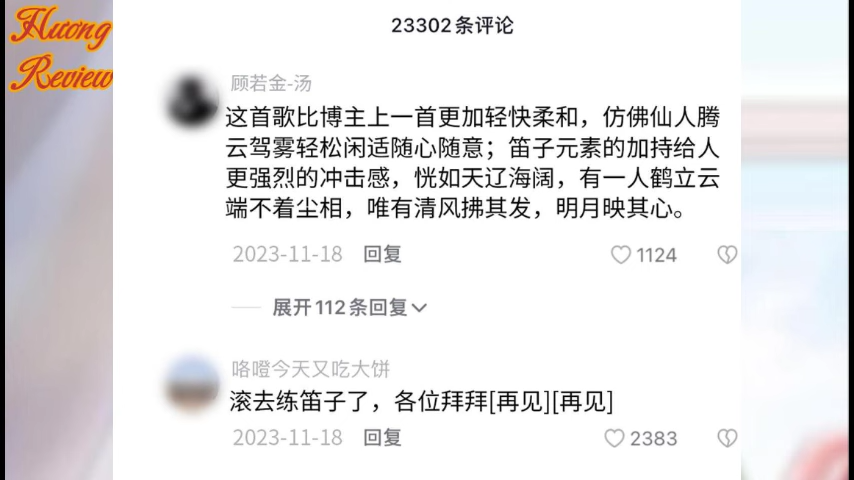 Hương
Review
23302条评论
顾若金-汤
这首歌比博主上一首更加轻快柔和，仿佛仙人腾
云驾雾轻松闲适随心随意；笛子元素的加持给人
更强烈的冲击感，恍如天辽海阔，有一人鹤立云
端不着尘相，唯有清风拂其发，明月映其心。
2023-11-18 回复 1124
展开112条回复
咯噔今天又吃大饼
滚去练笛子了，各位拜拜[再见][再见]
2023-11-18 回复 2383